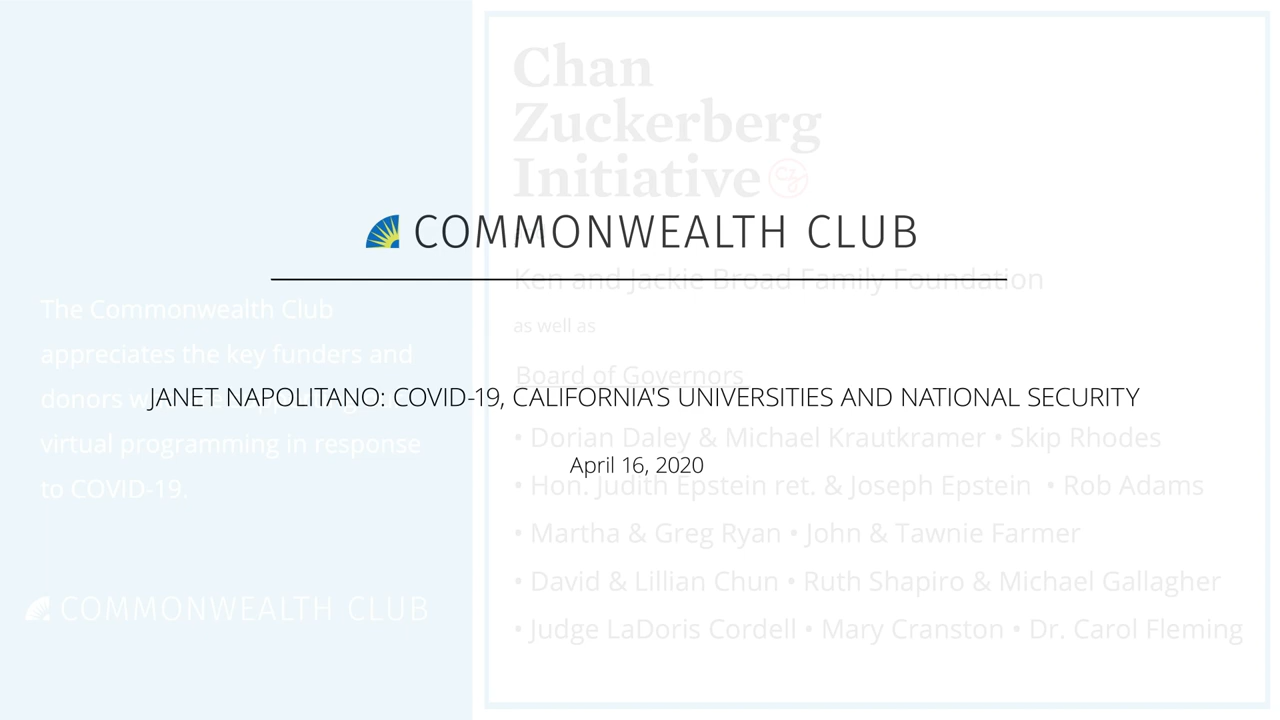 COMMONWEALTH CLUB
JANET NAPOLITANO: COVID-19, CALIFORNIA'S UNIVERSITIES AND NATIONAL SECURITY
April 16, 2020
The Commonwealth Club
appreciates the key funders and
donors
virtual programming in response
to COVID-19.
COMMONWEALTH CLUB
Chan
Zuckerberg
Initiative
Ken and Jackie Broad Family Foundation
as well as
Board of Governors
• Dorian Daley & Michael Krautkramer • Skip Rhodes
• Hon. Judith Epstein ret. & Joseph Epstein • Rob Adams
• Martha & Greg Ryan • John & Tawnie Farmer
• David & Lillian Chun • Ruth Shapiro & Michael Gallagher
• Judge LaDoris Cordell • Mary Cranston • Dr. Carol Fleming